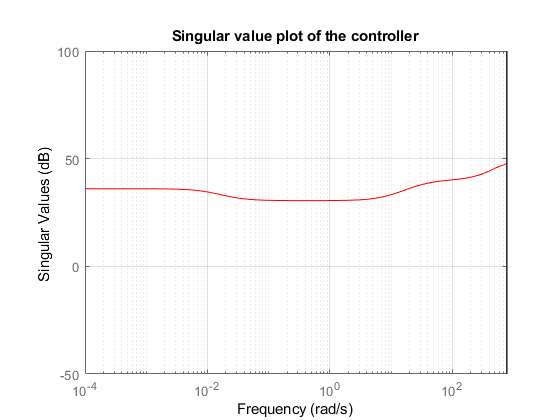 Singular value plot of the controller
100
50
0
-50
Singular Values (dB)
10^-4
10^-2
10^0
10^2
Frequency (rad/s)